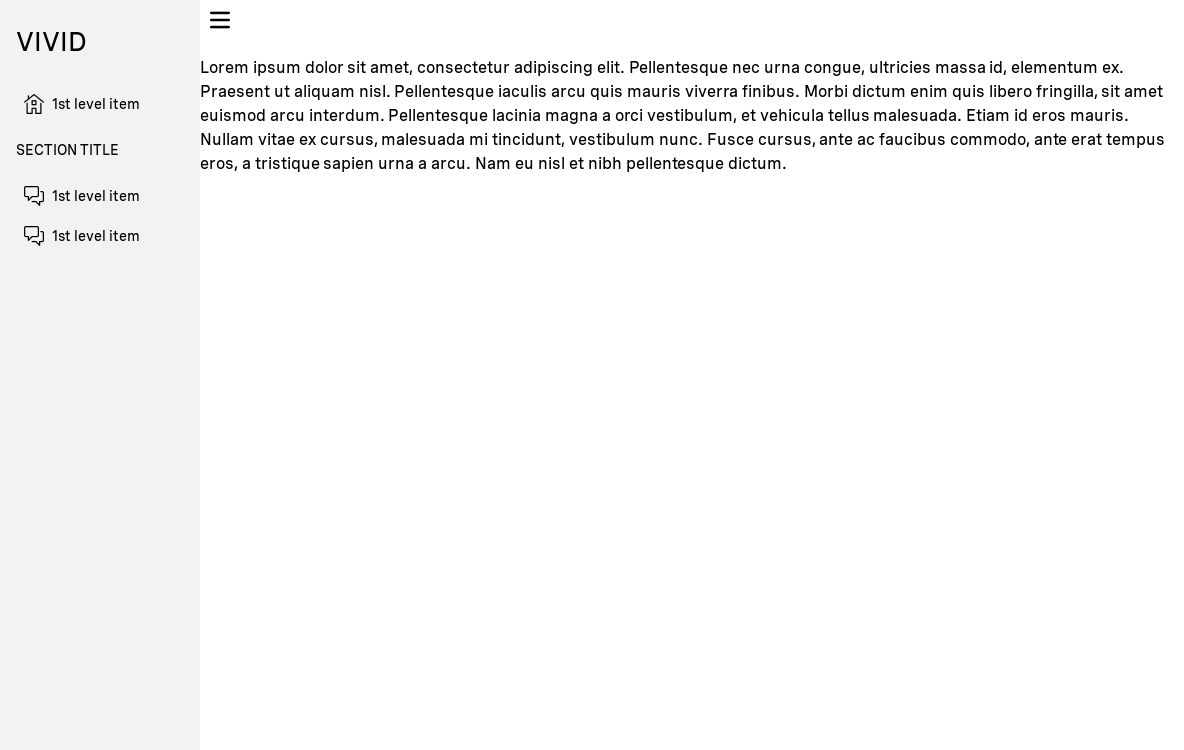 VIVID
1st level item
SECTION TITLE
1st level item
1st level item
Lorem ipsum dolor sit amet, consectetur adipiscing elit. Pellentesque nec urna congue, ultricies massa id, elementum ex.
Praesent ut aliquam nisl. Pellentesque iaculis arcu quis mauris viverra finibus. Morbi dictum enim quis libero fringilla, sit amet
euismod arcu interdum. Pellentesque lacinia magna a orci vestibulum, et vehicula tellus malesuada. Etiam id eros mauris.
Nullam vitae ex cursus, malesuada mi tincidunt, vestibulum nunc. Fusce cursus, ante ac faucibus commodo, ante erat tempus
eros, a tristique sapien urna a arcu. Nam eu nisl et nibh pellentesque dictum.